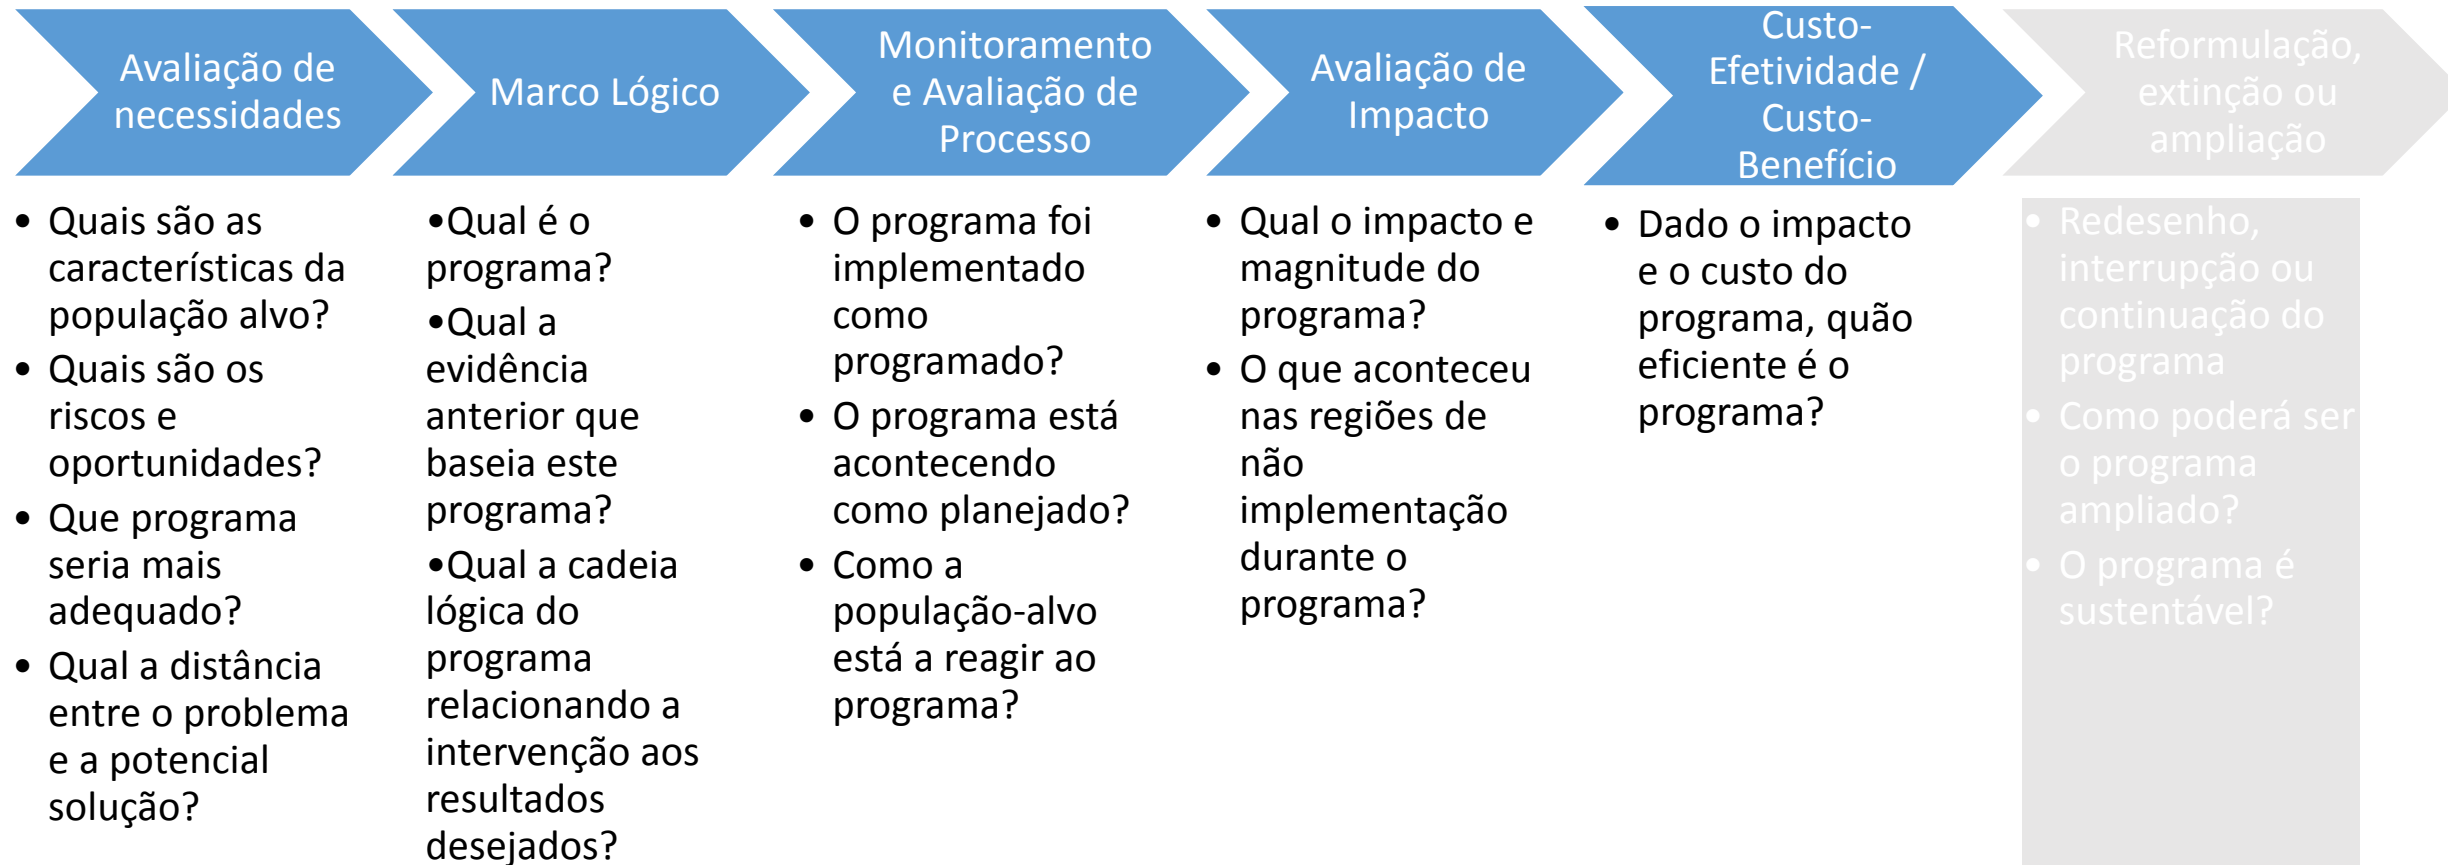 Avaliação de
necessidades
Marco Lógico
Monitoramento
e Avaliação de
Processo
Avaliação de
Impacto
Custo-
Efetividade /
Custo-
Benefício
Reformulação,
extinção ou
ampliação
• Quais são as
características da
população alvo?
• Quais são os
riscos e
oportunidades?
• Que programa
seria mais
adequado?
• Qual a distância
entre o problema
e a potencial
solução?
•Qual é o
programa?
•Qual a
evidência
anterior que
baseia este
programa?
•Qual a cadeia
lógica do
programa
relacionando a
intervenção aos
resultados
desejados?
• O programa foi
implementado
como
programado?
• O programa está
acontecendo
como planejado?
• Como a
população-alvo
está a reagir ao
programa?
• Qual o impacto e
magnitude do
programa?
• O que aconteceu
nas regiões de
não
implementação
durante o
programa?
• Dado o impacto
e o custo do
programa, quão
eficiente é o
programa?
• Redesenho,
interrupção ou
continuação do
programa
• Como poderá ser
o programa
ampliado?
• O programa é
sustentável?